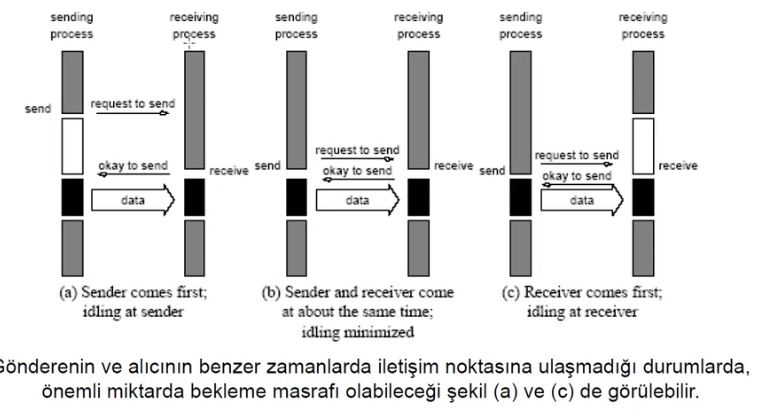 sending process
receiving process
sending process
receiving process
sending process
receiving process
send
request to send
okay to send
receive
data
send
request to send
okay to send
receive
data
send
request to send
okay to send
receive
data
(a) Sender comes first;
idling at sender
(b) Sender and receiver come
at about the same time;
idling minimized
(c) Receiver comes first;
idling at receiver
Gönderenin ve alıcının benzer zamanlarda iletişim noktasına ulaşmadığı durumlarda,
önemli miktarda bekleme masrafı olabileceği şekil (a) ve (c) de görülebilir.